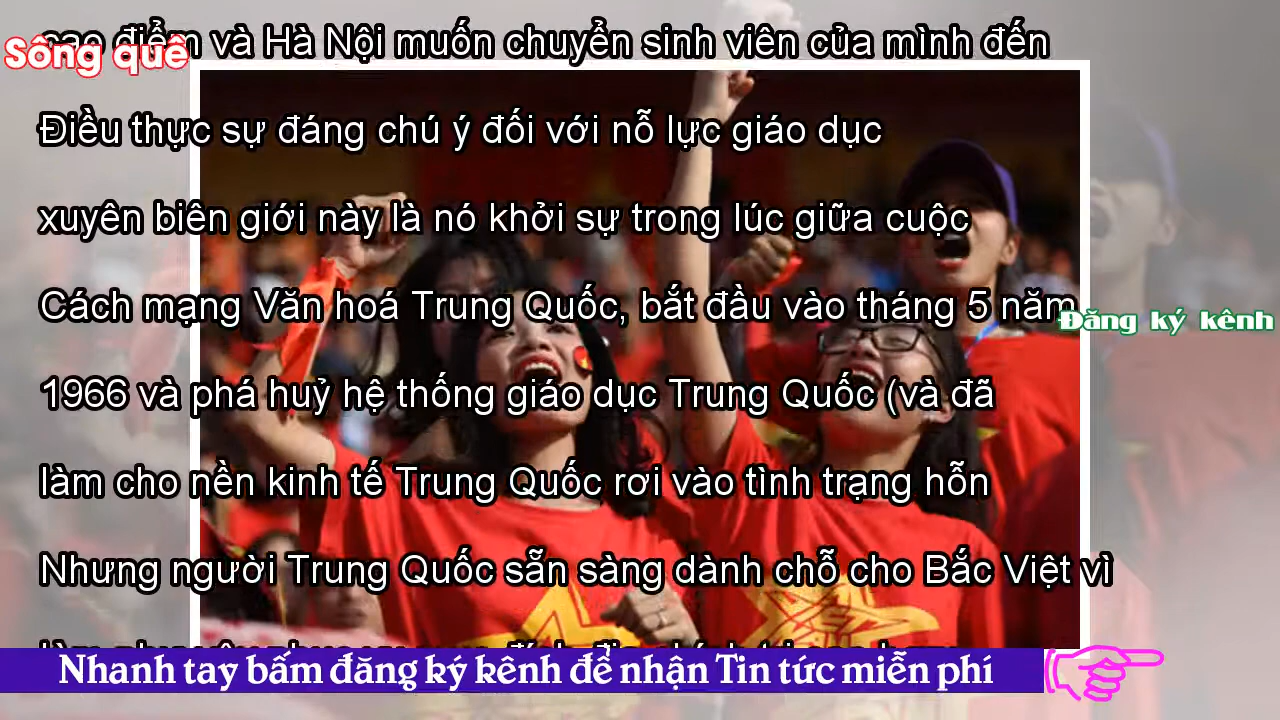 cao điểm và Hà Nội muốn chuyển sinh viên của mình đến
Sông quê
Điều thực sự đáng chú ý đối với nỗ lực giáo dục
xuyên biên giới này là nó khởi sự trong lúc giữa cuộc
Cách mạng Văn hoá Trung Quốc, bắt đầu vào tháng 5 năm
Đăng ký kênh
1966 và phá huỷ hệ thống giáo dục Trung Quốc (và đã
làm cho nền kinh tế Trung Quốc rơi vào tình trạng hỗn
Nhưng người Trung Quốc sẵn sàng dành chỗ cho Bắc Việt vì
Nhanh tay bấm đăng ký kênh để nhận Tin tức miễn phí